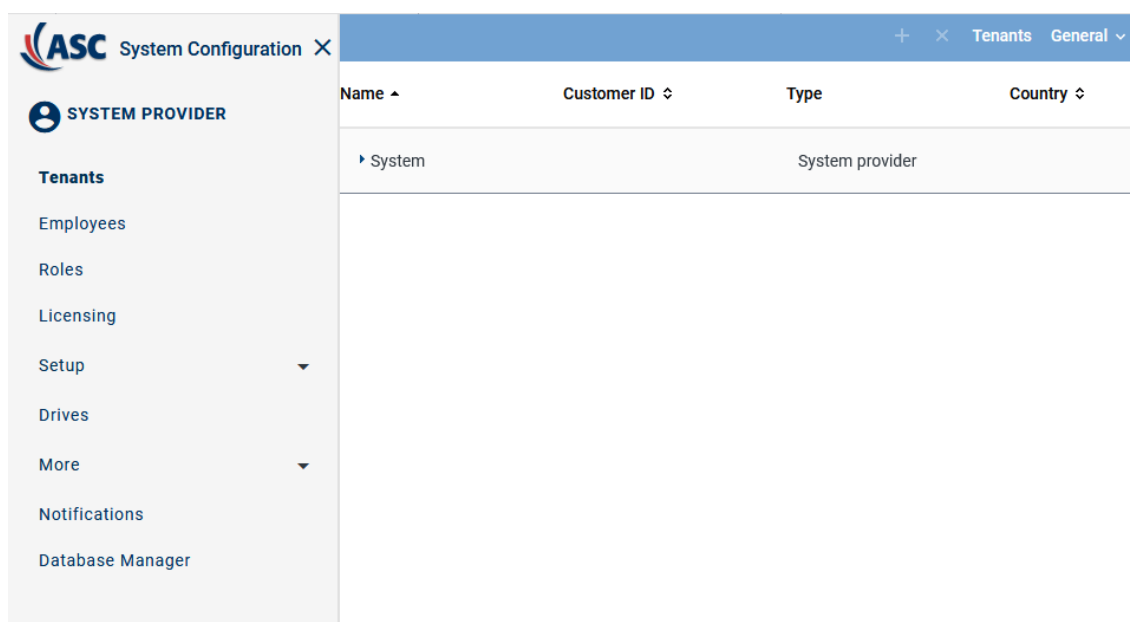 ASC System Configuration
Tenants General
SYSTEM PROVIDER
Name Customer ID Type Country
System System provider
Tenants
Employees
Roles
Licensing
Setup
Drives
More
Notifications
Database Manager